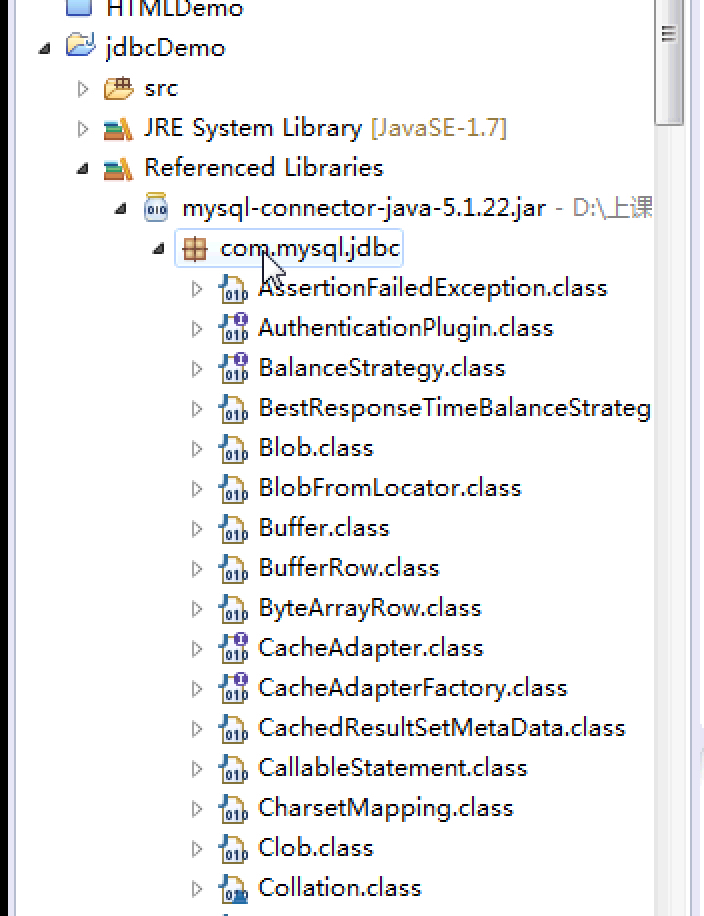 HTMLDemo
jdbcDemo
src
JRE System Library [JavaSE-1.7]
Referenced Libraries
mysql-connector-java-5.1.22.jar - D:\上课
com.mysql.jdbc
AssertionFailedException.class
AuthenticationPlugin.class
BalanceStrategy.class
BestResponseTimeBalanceStrateg
Blob.class
BlobFromLocator.class
Buffer.class
BufferRow.class
ByteArrayRow.class
CacheAdapter.class
CacheAdapterFactory.class
CachedResultSetMetaData.class
CallableStatement.class
CharsetMapping.class
Clob.class
Collation.class